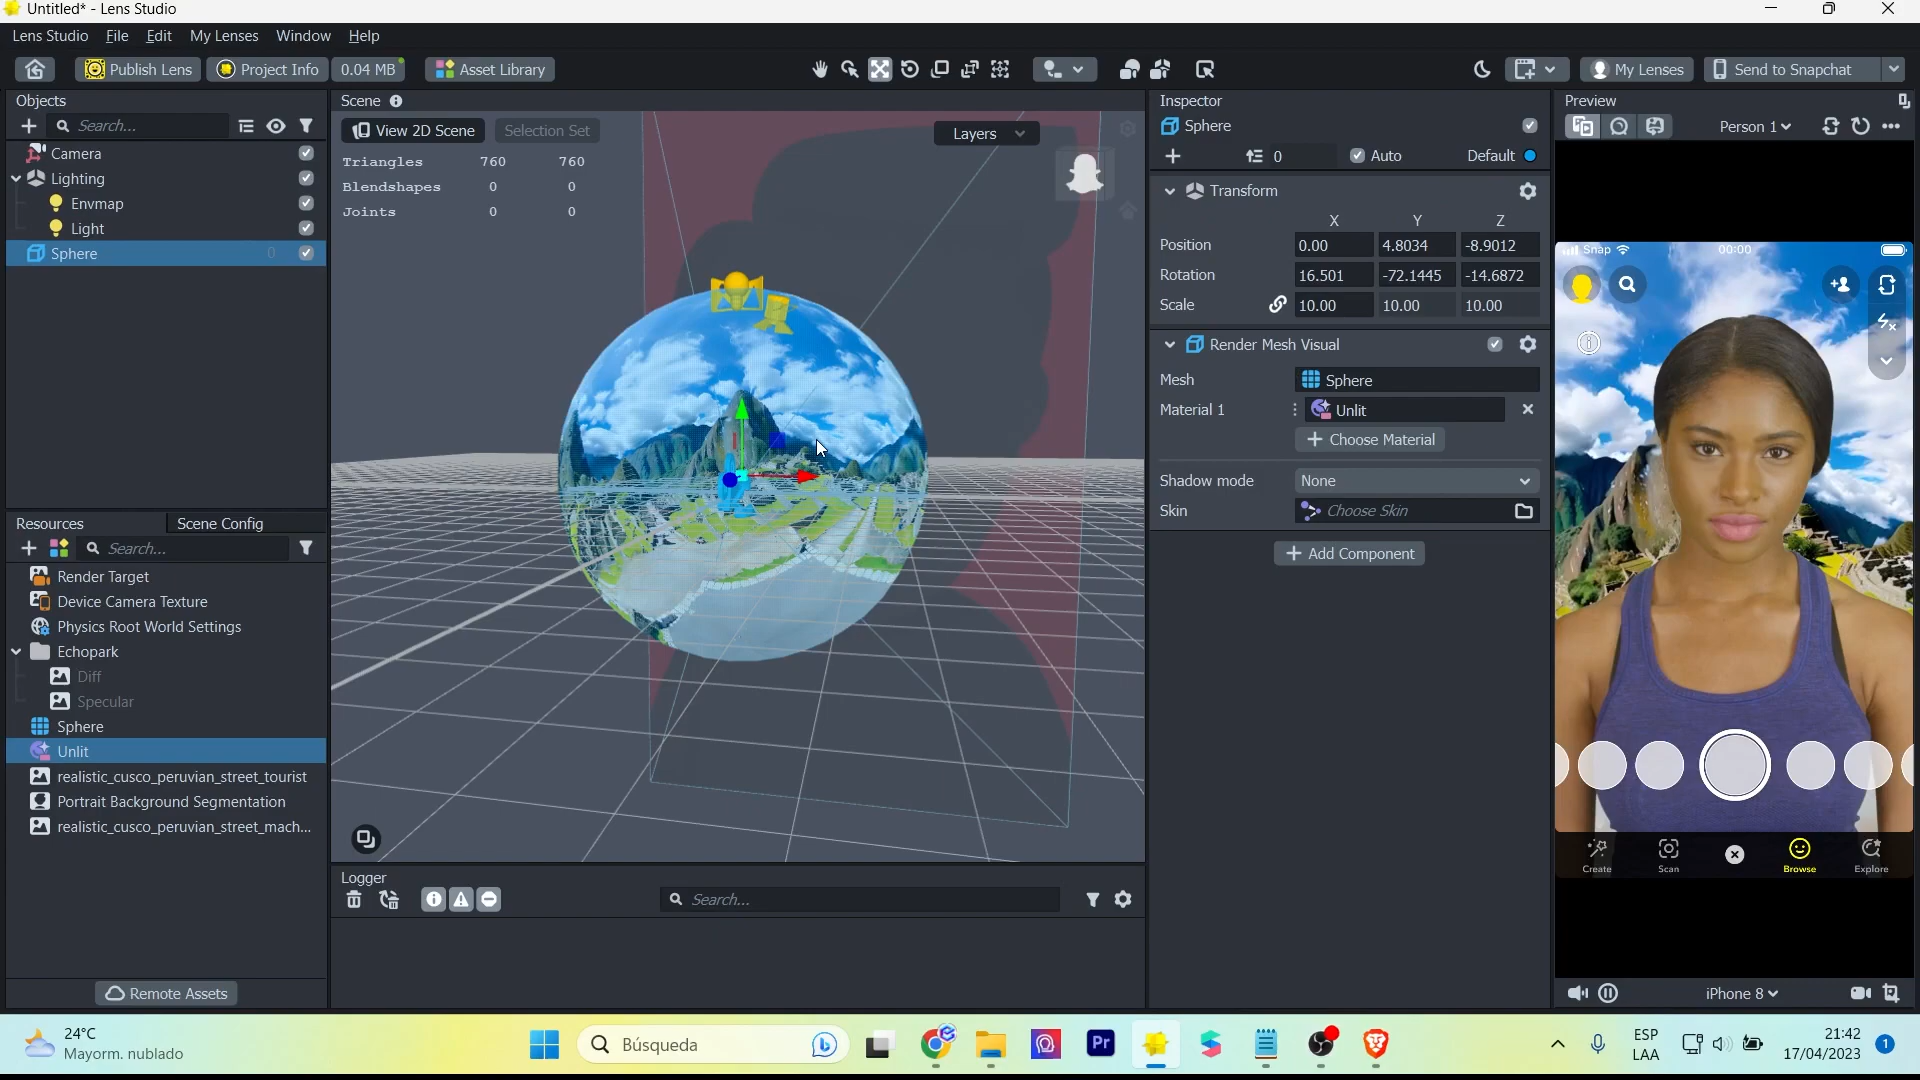 Untitled* - Lens Studio
Lens Studio File Edit My Lenses Window Help
Publish Lens Project Info 0.04 MB Asset Library My Lenses Send to Snapchat
Objects
Search...
Camera
Lighting
Envmap
Light
Sphere 0
Resources Scene Config
Search...
Render Target
Device Camera Texture
Physics Root World Settings
Echopark
Diff
Specular
Sphere
Unlit
realistic_cusco_peruvian_street_tourist
Portrait Background Segmentation
realistic_cusco_peruvian_street_mach...
Remote Assets
Scene
View 2D Scene Selection Set Layers
Triangles 760 760
Blendshapes 0 0
Joints 0 0
Logger
Search...
Inspector
Sphere
0 Auto Default
Transform
X Y Z
Position 0.00 4.8034 -8.9012
Rotation 16.501 -72.1445 -14.6872
Scale 10.00 10.00 10.00
Render Mesh Visual
Mesh Sphere
Material 1 Unlit
Choose Material
Shadow mode None
Skin Choose Skin
Add Component
Preview
Person 1
Snap 00:00
Create Scan Browse Explore
iPhone 8
24°C
Mayorm. nublado
Búsqueda
Pr
ESP
LAA
21:42
17/04/2023
1